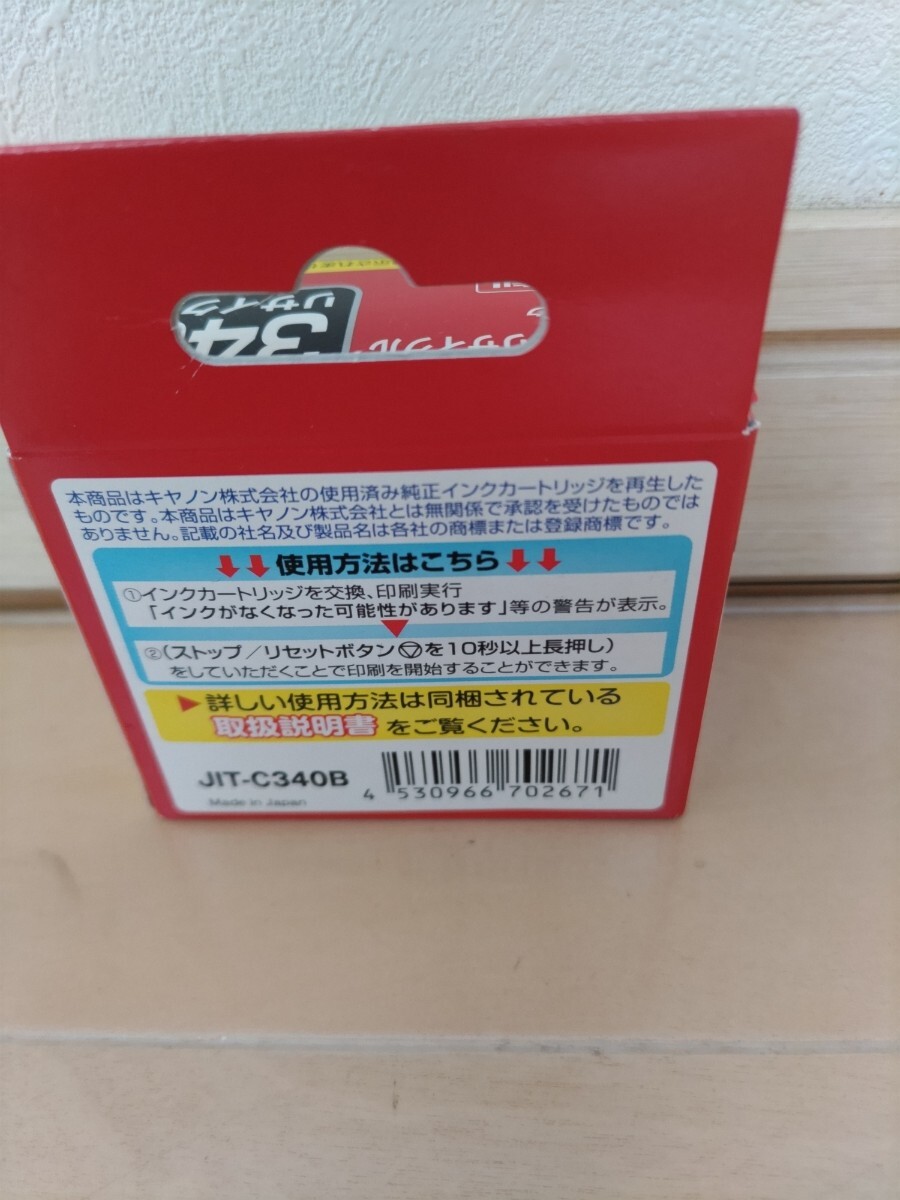 34
リサイク
リサイクル
本商品はキヤノン株式会社の使用済み純正インクカートリッジを再生した
ものです。本商品はキヤノン株式会社とは無関係で承認を受けたものでは
ありません。記載の社名及び製品名は各社の商標または登録商標です。
使用方法はこちら
①インクカートリッジを交換、印刷実行
「インクがなくなった可能性があります」等の警告が表示。
②(ストップ/リセットボタンを10秒以上長押し)
をしていただくことで印刷を開始することができます。
詳しい使用方法は同梱されている
取扱説明書をご覧ください。
JIT-C340B
4 530966 702671
Made in Japan